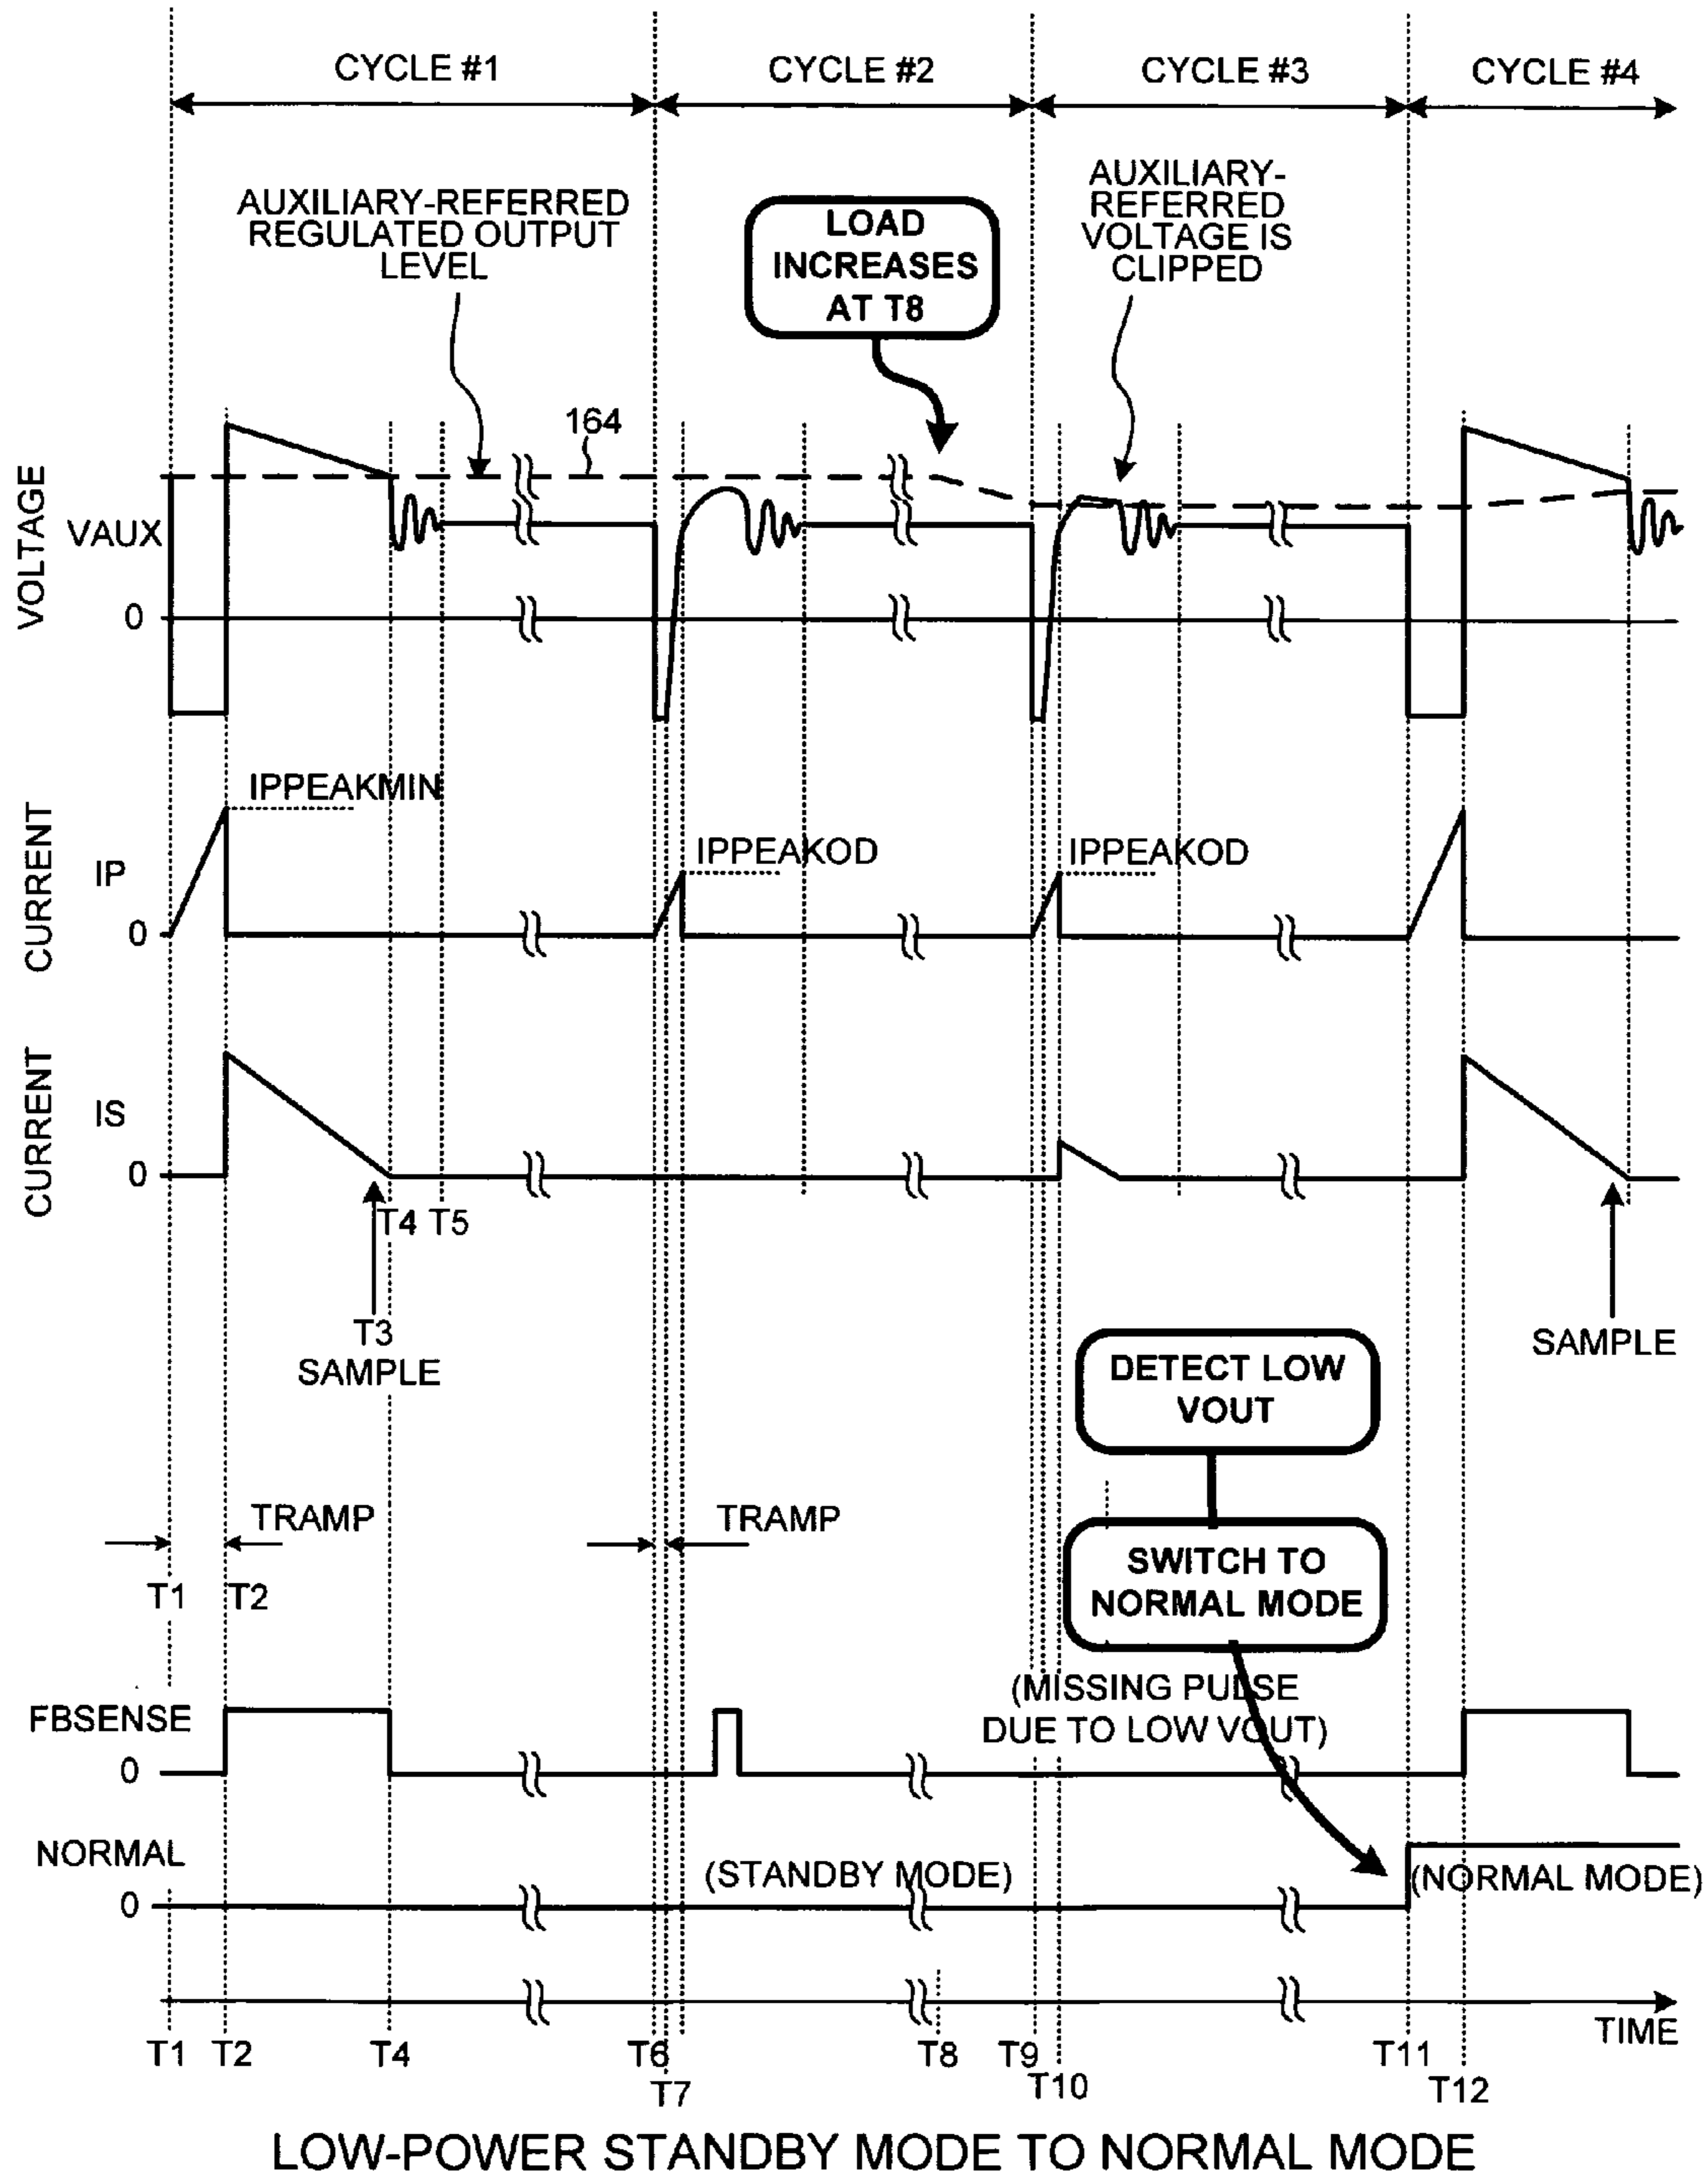 CYCLE #1
CYCLE #2
CYCLE #3
CYCLE #4
AUXILIARY-REFERRED
REGULATED OUTPUT
LEVEL
LOAD
INCREASES
AT T8
AUXILIARY-
REFERRED
VOLTAGE IS
CLIPPED
164
VOLTAGE
VAUX
0
IPPEAKMIN
IPPEAKOD
IPPEAKOD
CURRENT
IP
0
CURRENT
IS
0
T4 T5
T3
SAMPLE
SAMPLE
DETECT LOW
VOUT
TRAMP
TRAMP
T1 T2
SWITCH TO
NORMAL MODE
(MISSING PULSE
DUE TO LOW VOUT)
FBSENSE
0
NORMAL
0
(STANDBY MODE)
(NORMAL MODE)
TIME
T1 T2 T4 T6 T8 T9 T11
T7 T10 T12
LOW-POWER STANDBY MODE TO NORMAL MODE